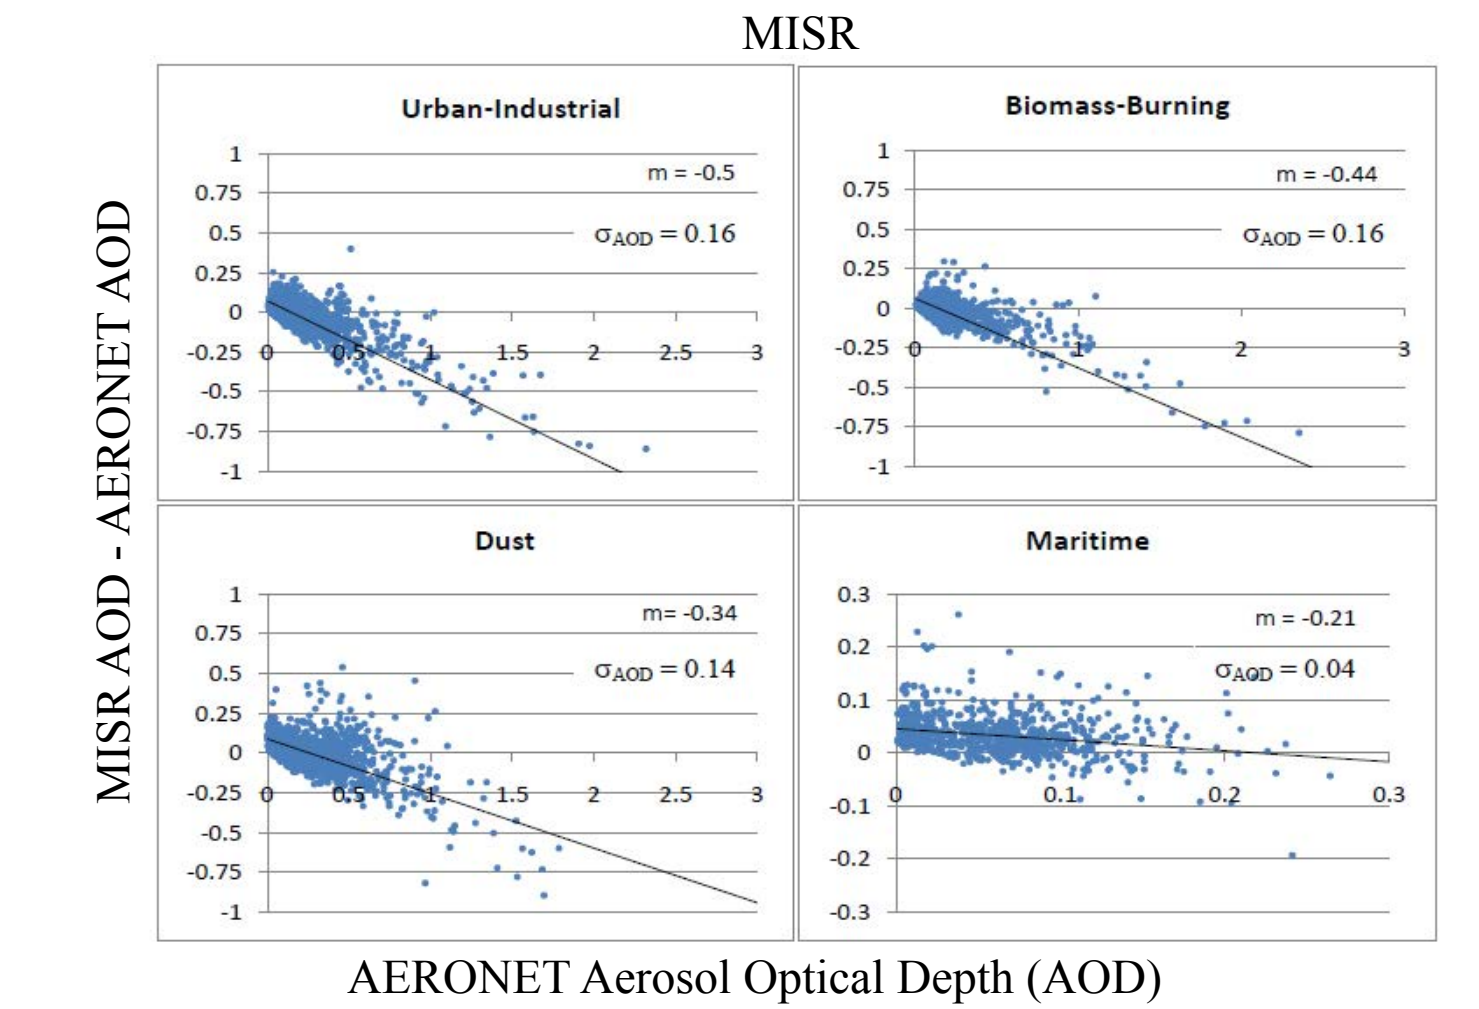 MISR
MISR AOD - AERONET AOD
Urban-Industrial
1
0.75
0.5
0.25
0
-0.25
-0.5
-0.75
-1
0 0.5 1 1.5 2 2.5 3
m = -0.5
σAOD = 0.16
Biomass-Burning
1
0.75
0.5
0.25
0
-0.25
-0.5
-0.75
-1
0 1 2 3
m = -0.44
σAOD = 0.16
Dust
1
0.75
0.5
0.25
0
-0.25
-0.5
-0.75
-1
0 0.5 1 1.5 2 2.5 3
m= -0.34
σAOD = 0.14
Maritime
0.3
0.2
0.1
0
-0.1
-0.2
-0.3
0 0.1 0.2 0.3
m = -0.21
σAOD = 0.04
AERONET Aerosol Optical Depth (AOD)